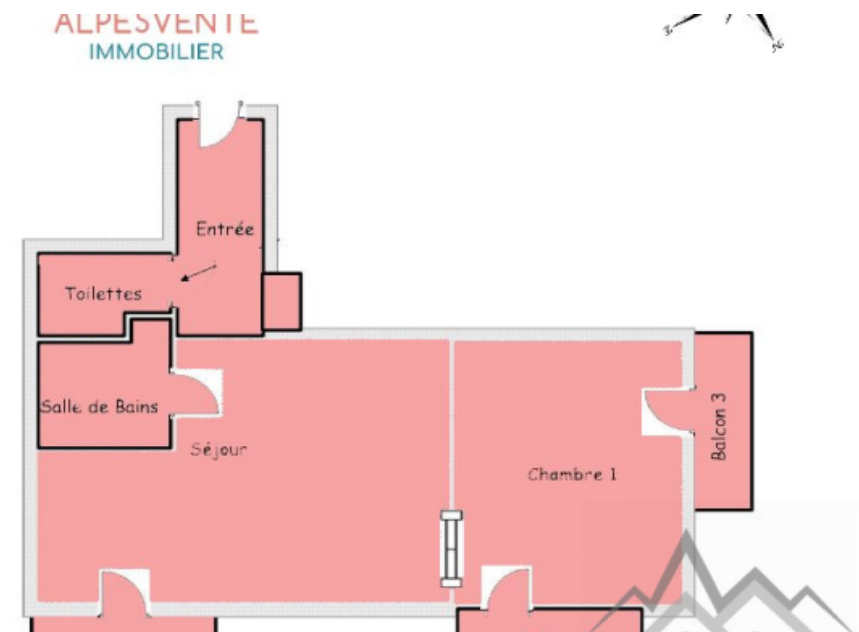 ALPESVENTE
IMMOBILIER
Entrée
Toilettes
Salle de Bains
Séjour
Chambre 1
Balcon 3